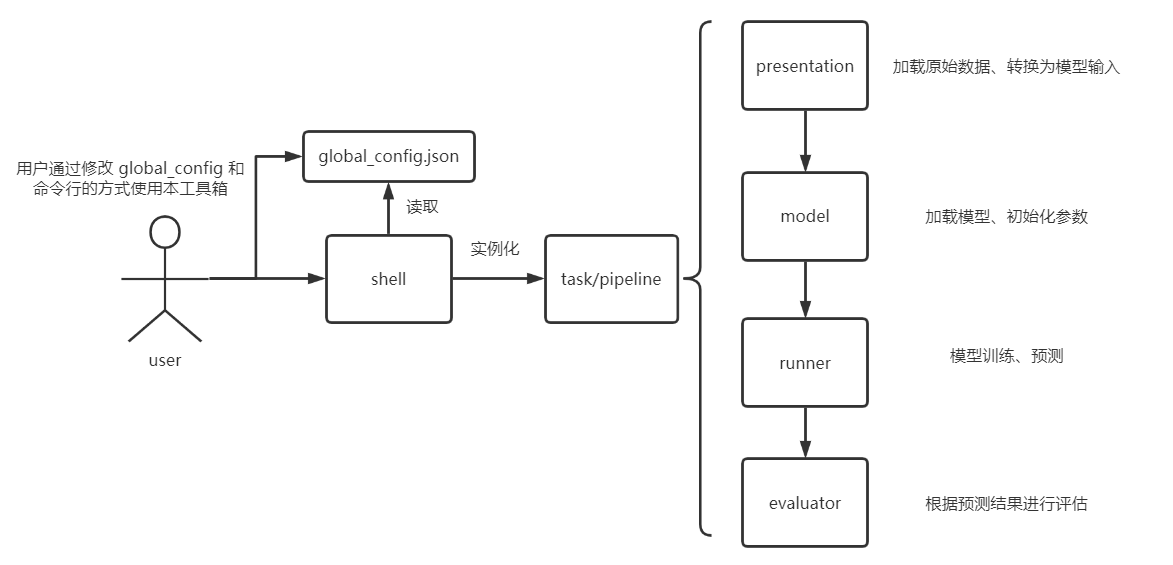 用户通过修改 global_config 和
命令行的方式使用本工具箱
user
global_config.json
读取
shell
实例化
task/pipeline
presentation
加载原始数据、转换为模型输入
model
加载模型、初始化参数
runner
模型训练、预测
evaluator
根据预测结果进行评估